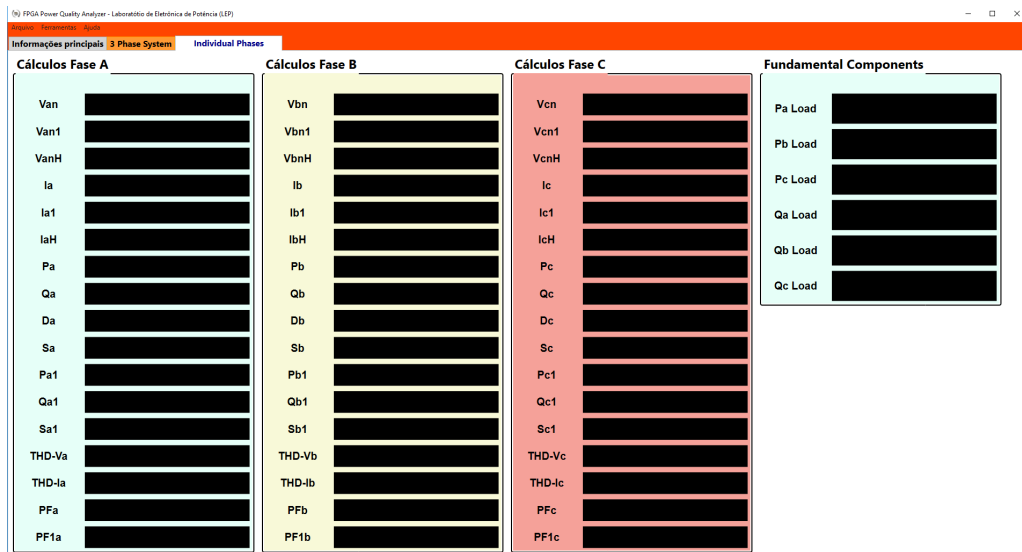 FPGA Power Quality Analyzer - Laboratótio de Eletrônica de Potência (LEP)
Arquivo Ferramentas Ajuda
Informações principais 3 Phase System Individual Phases
Cálculos Fase A
Van
Van1
VanH
Ia
Ia1
IaH
Pa
Qa
Da
Sa
Pa1
Qa1
Sa1
THD-Va
THD-Ia
PFa
PF1a
Cálculos Fase B
Vbn
Vbn1
VbnH
Ib
Ib1
IbH
Pb
Qb
Db
Sb
Pb1
Qb1
Sb1
THD-Vb
THD-Ib
PFb
PF1b
Cálculos Fase C
Vcn
Vcn1
VcnH
Ic
Ic1
IcH
Pc
Qc
Dc
Sc
Pc1
Qc1
Sc1
THD-Vc
THD-Ic
PFc
PF1c
Fundamental Components
Pa Load
Pb Load
Pc Load
Qa Load
Qb Load
Qc Load